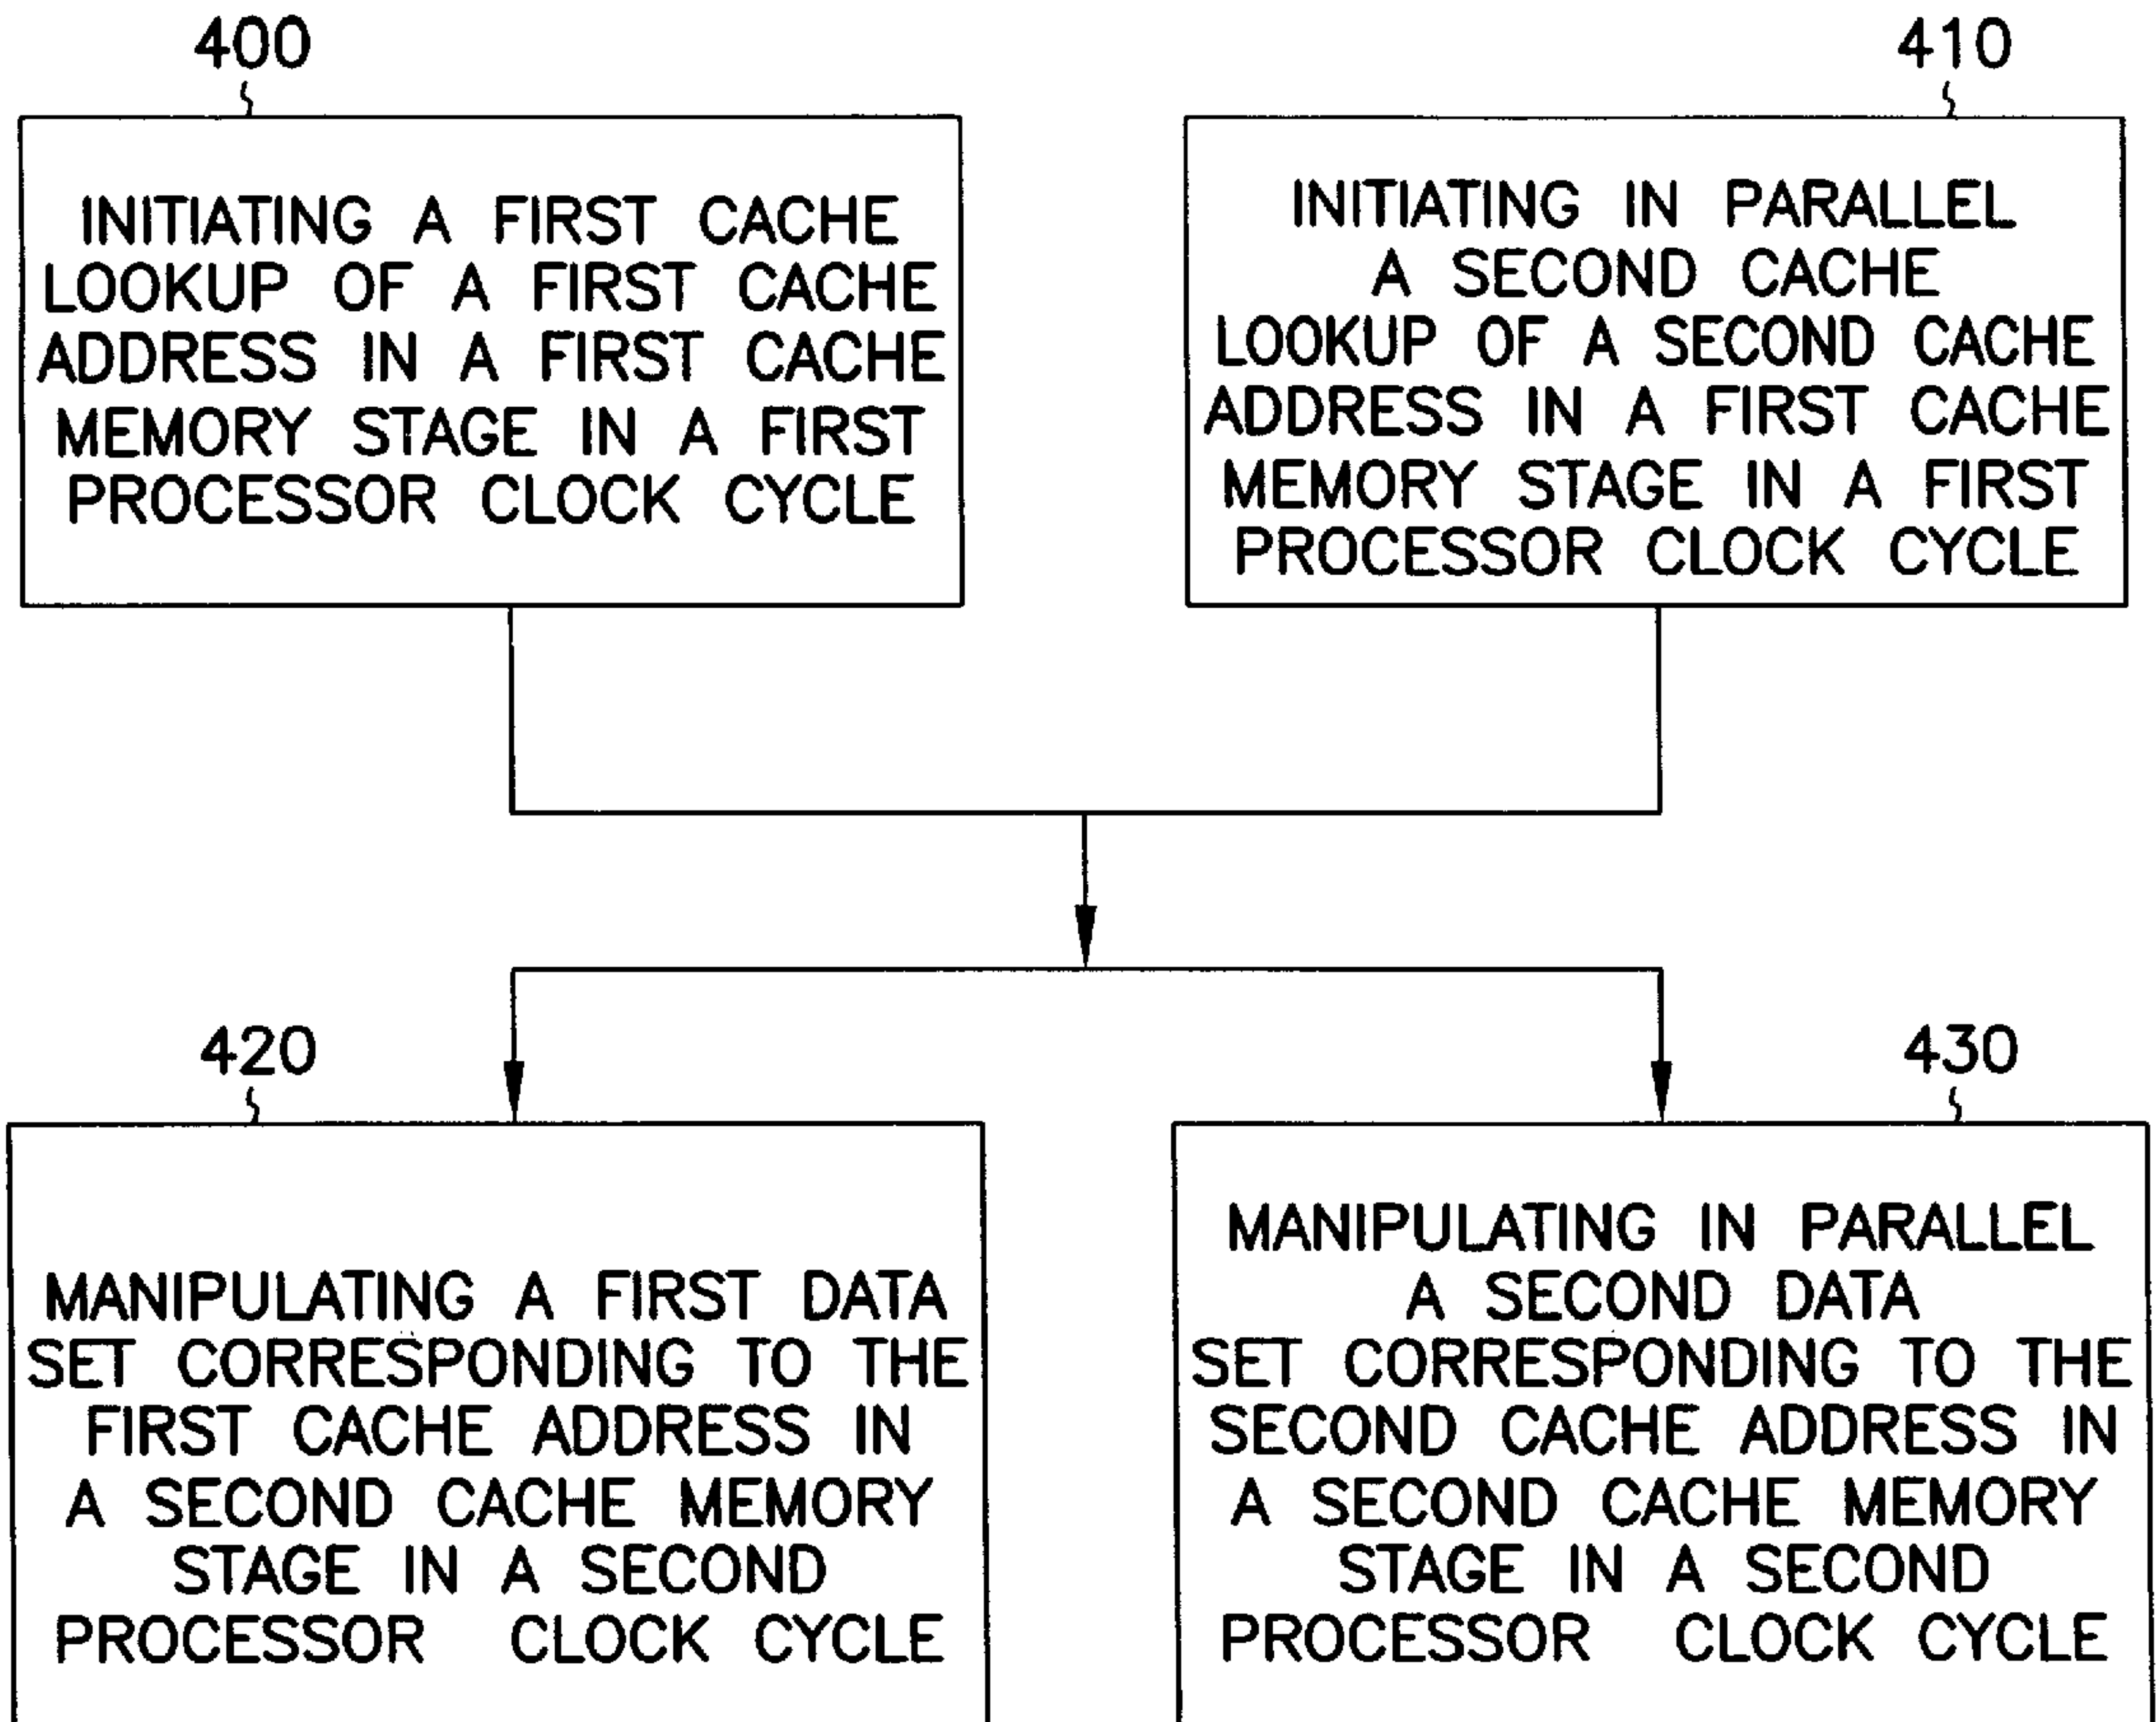 400
INITIATING A FIRST CACHE
LOOKUP OF A FIRST CACHE
ADDRESS IN A FIRST CACHE
MEMORY STAGE IN A FIRST
PROCESSOR CLOCK CYCLE
410
INITIATING IN PARALLEL
A SECOND CACHE
LOOKUP OF A SECOND CACHE
ADDRESS IN A FIRST CACHE
MEMORY STAGE IN A FIRST
PROCESSOR CLOCK CYCLE
420
MANIPULATING A FIRST DATA
SET CORRESPONDING TO THE
FIRST CACHE ADDRESS IN
A SECOND CACHE MEMORY
STAGE IN A SECOND
PROCESSOR CLOCK CYCLE
430
MANIPULATING IN PARALLEL
A SECOND DATA
SET CORRESPONDING TO THE
SECOND CACHE ADDRESS IN
A SECOND CACHE MEMORY
STAGE IN A SECOND
PROCESSOR CLOCK CYCLE